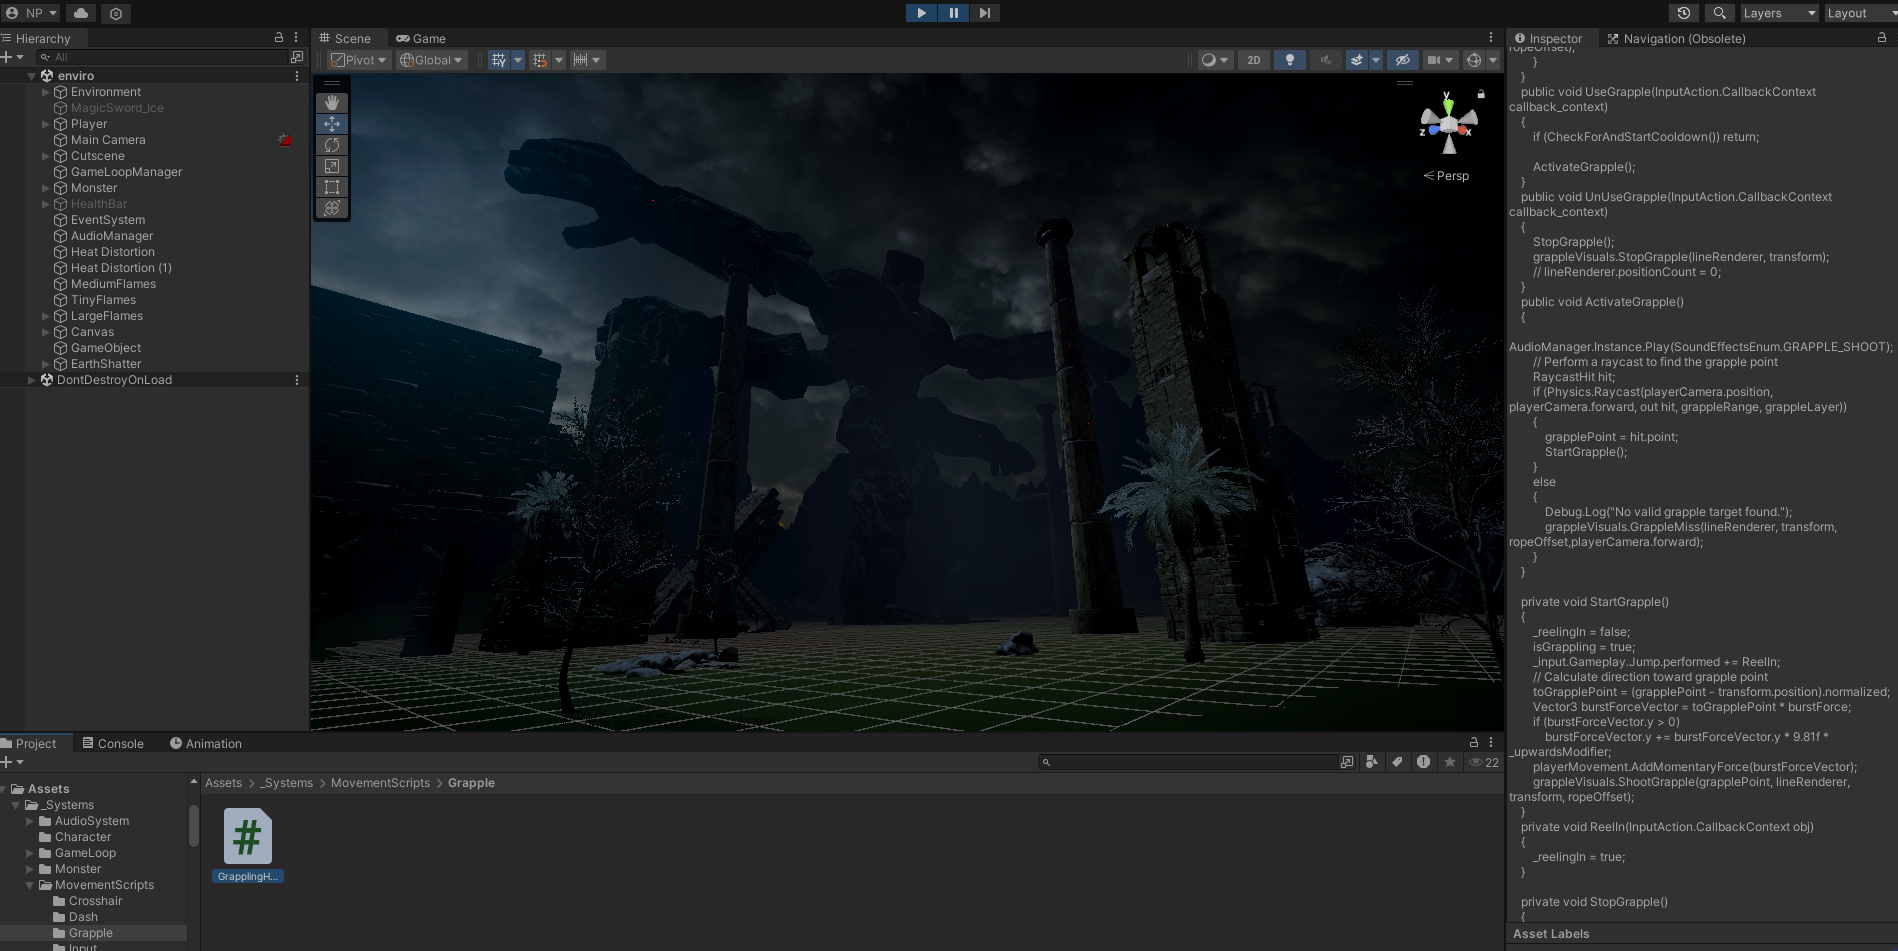 NP
Layers
Layout
Hierarchy
All
enviro
Environment
MagicSword_Ice
Player
Main Camera
Cutscene
GameLoopManager
Monster
HealthBar
EventSystem
AudioManager
Heat Distortion
Heat Distortion (1)
MediumFlames
TinyFlames
LargeFlames
Canvas
GameObject
EarthShatter
DontDestroyOnLoad
Scene
Game
Pivot
Global
2D
y
z
x
Persp
Inspector
Navigation (Obsolete)
ropeOffset);
}
}
public void UseGrapple(InputAction.CallbackContext
callback_context)
{
if (CheckForAndStartCooldown()) return;
ActivateGrapple();
}
public void UnUseGrapple(InputAction.CallbackContext
callback_context)
{
StopGrapple();
grappleVisuals.StopGrapple(lineRenderer, transform);
// lineRenderer.positionCount = 0;
}
public void ActivateGrapple()
{
AudioManager.Instance.Play(SoundEffectsEnum.GRAPPLE_SHOOT);
// Perform a raycast to find the grapple point
RaycastHit hit;
if (Physics.Raycast(playerCamera.position,
playerCamera.forward, out hit, grappleRange, grappleLayer))
{
grapplePoint = hit.point;
StartGrapple();
}
else
{
Debug.Log("No valid grapple target found.");
grappleVisuals.GrappleMiss(lineRenderer, transform,
ropeOffset,playerCamera.forward);
}
}
private void StartGrapple()
{
_reelingIn = false;
isGrappling = true;
_input.Gameplay.Jump.performed += ReelIn;
// Calculate direction toward grapple point
toGrapplePoint = (grapplePoint - transform.position).normalized;
Vector3 burstForceVector = toGrapplePoint * burstForce;
if (burstForceVector.y > 0)
burstForceVector.y += burstForceVector.y * 9.81f *
_upwardsModifier;
playerMovement.AddMomentaryForce(burstForceVector);
grappleVisuals.ShootGrapple(grapplePoint, lineRenderer,
transform, ropeOffset);
}
private void ReelIn(InputAction.CallbackContext obj)
{
_reelingIn = true;
}
private void StopGrapple()
{
Asset Labels
Project
Console
Animation
22
Assets
_Systems
AudioSystem
Character
GameLoop
Monster
MovementScripts
Crosshair
Dash
Grapple
Input
Assets > _Systems > MovementScripts > Grapple
#
GrapplingH...